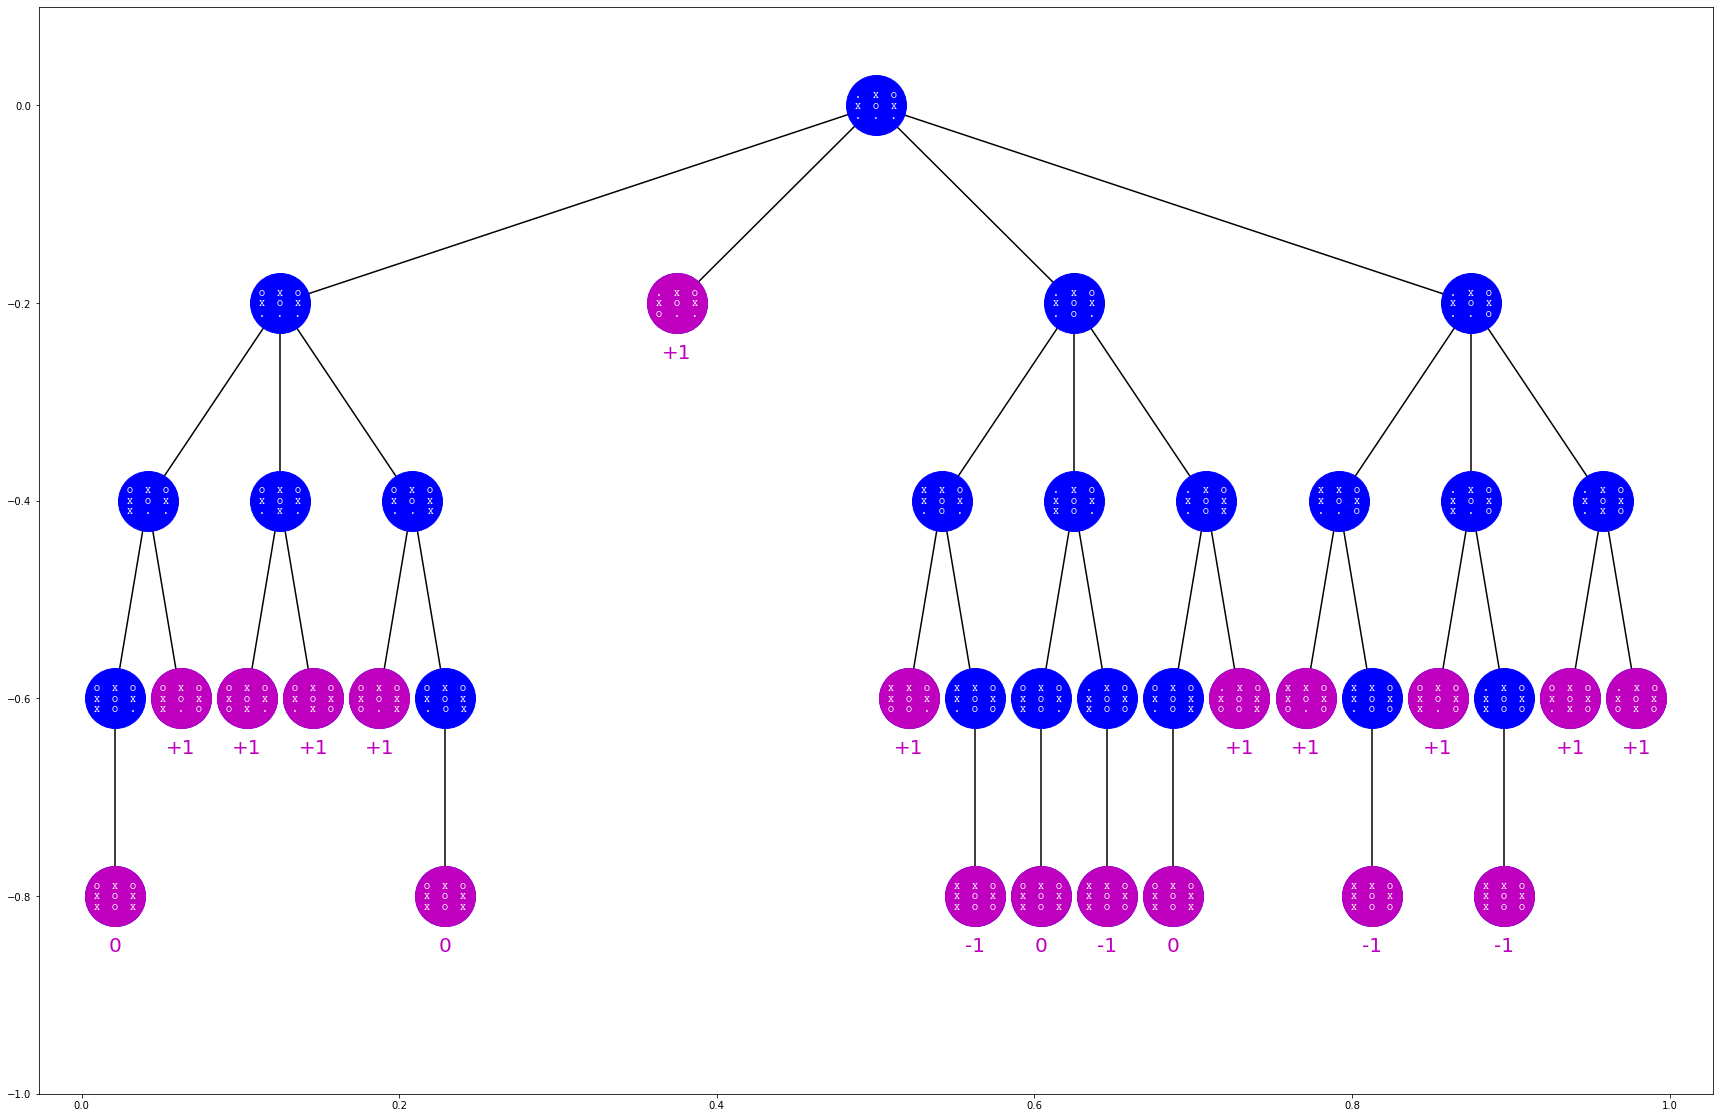 0.0
. x o
x o x
. . .
−0.2
o x o
x o x
. . .
. x o
x o x
o . .
+1
. x o
x o x
. o .
. x o
x o x
. . o
−0.4
o x o
x o x
x . .
o x o
x o x
. x .
o x o
x o x
. . x
x x o
x o x
. o .
. x o
x o x
x o .
. x o
x o x
. o x
x x o
x o x
. . o
. x o
x o x
x . o
. x o
x o x
. x o
−0.6
o x o
x o x
x o .
o x o
x o x
x . o
+1
o x o
x o x
o x .
+1
o x o
x o x
. x o
+1
o x o
x o x
o . x
+1
o x o
x o x
. o x
x x o
x o x
o o .
+1
x x o
x o x
. o o
o x o
x o x
x o .
. x o
x o x
x o o
o x o
x o x
. o x
. x o
x o x
o o x
+1
x x o
x o x
o . o
+1
x x o
x o x
. o o
o x o
x o x
x . o
+1
. x o
x o x
x o o
o x o
x o x
. x o
+1
. x o
x o x
o x o
+1
−0.8
o x o
x o x
x o x
0
o x o
x o x
x o x
0
x x o
x o x
x o o
-1
o x o
x o x
x o x
0
x x o
x o x
x o o
-1
o x o
x o x
x o x
0
x x o
x o x
x o o
-1
x x o
x o x
x o o
-1
−1.0
0.0 0.2 0.4 0.6 0.8 1.0